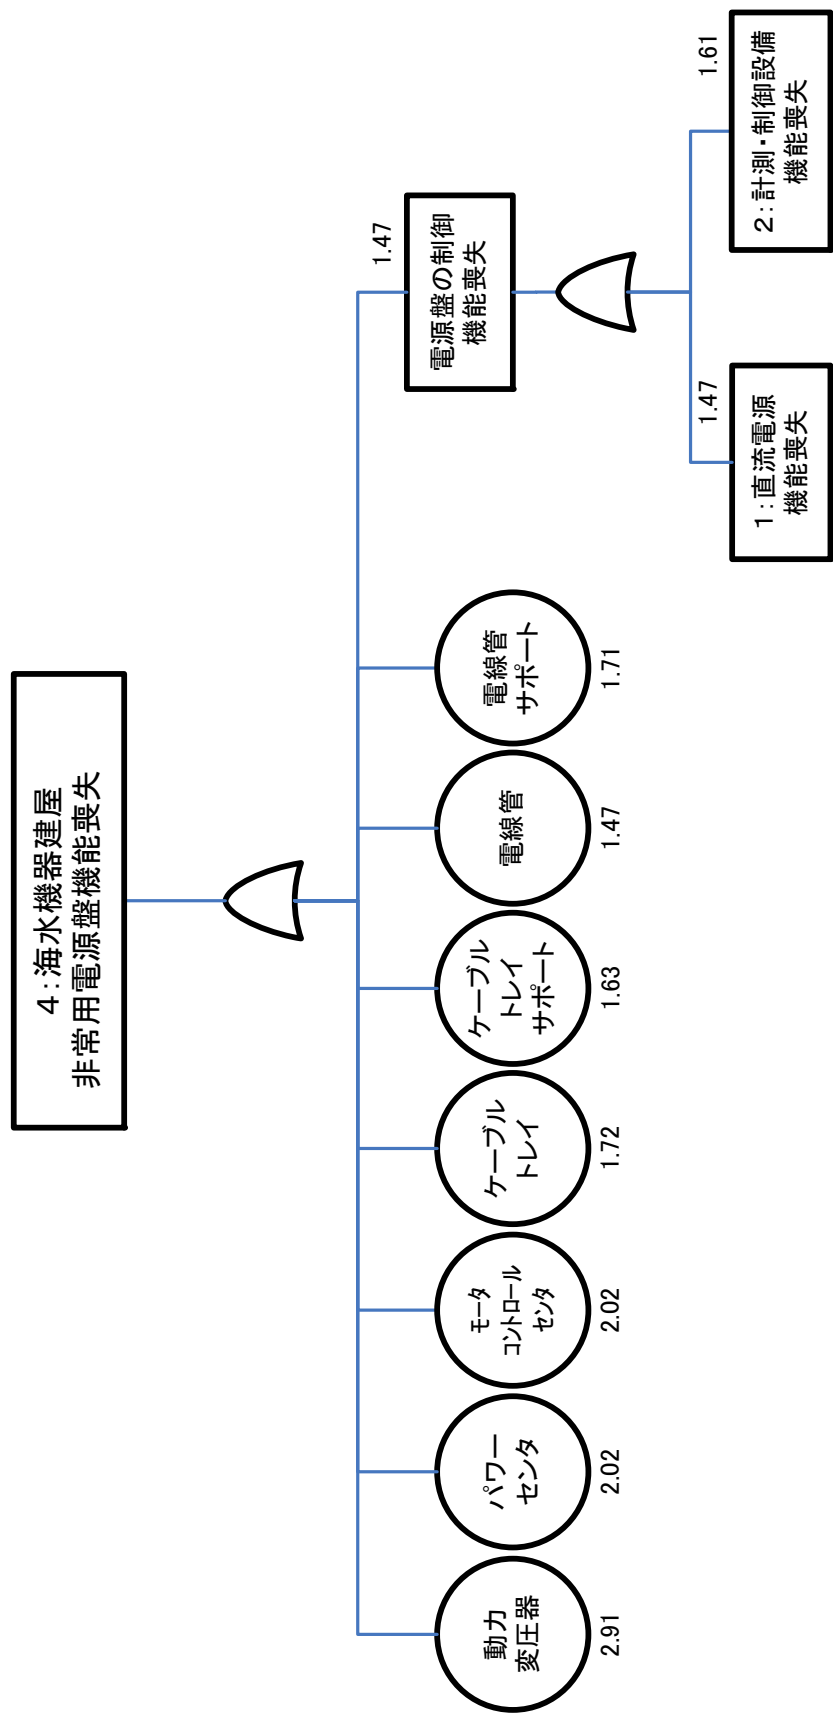 4：海水機器建屋
非常用電源盤機能喪失
動力
変圧器
2.91
パワー
センタ
2.02
モータ
コントロール
センタ
2.02
ケーブル
トレイ
1.72
ケーブル
トレイ
サポート
1.63
電線管
1.47
電線管
サポート
1.71
1.47
電源盤の制御
機能喪失
1.47
1：直流電源
機能喪失
1.61
2：計測・制御設備
機能喪失